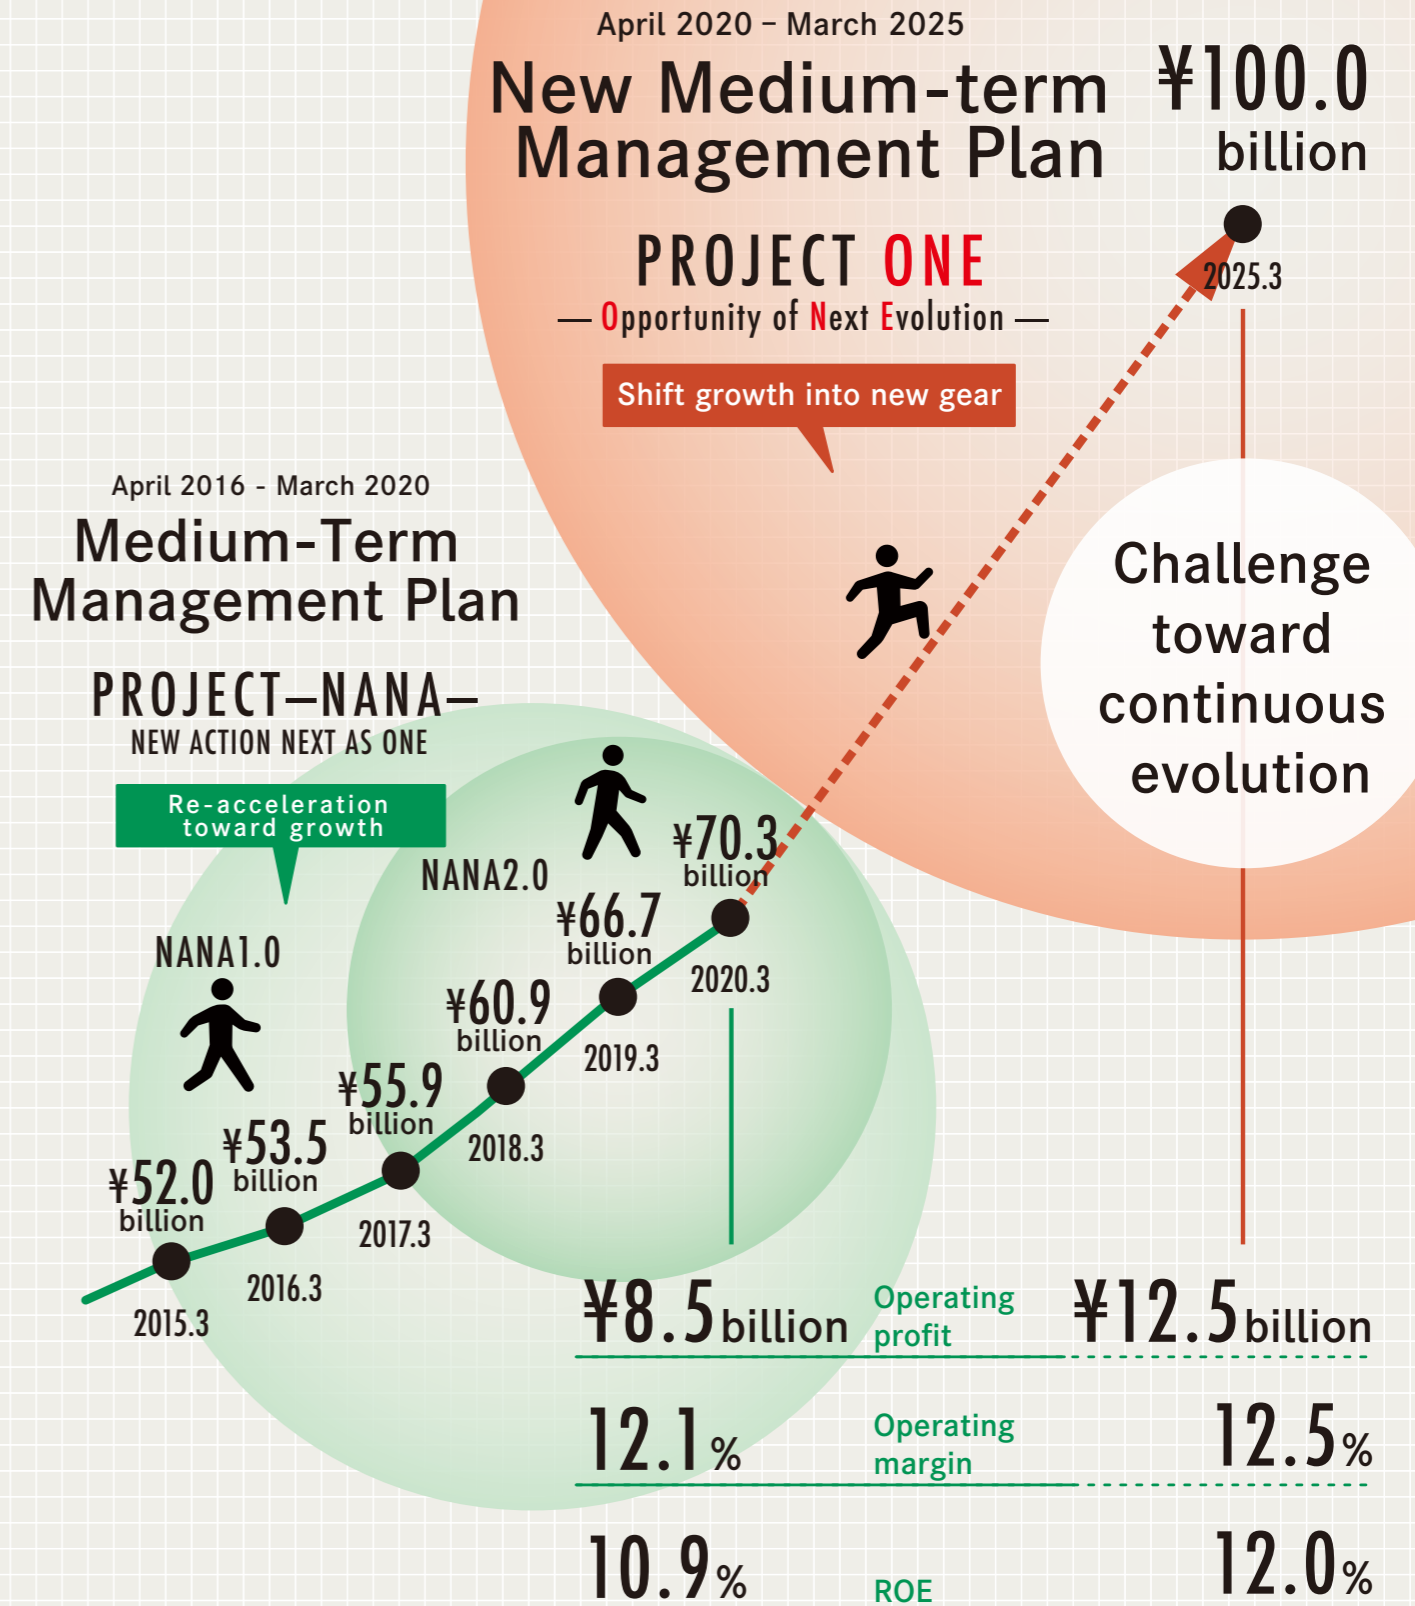 April 2020 – March 2025
New Medium-term
Management Plan
¥100.0
billion
2025.3
PROJECT ONE
— Opportunity of Next Evolution —
Shift growth into new gear
Challenge
toward
continuous
evolution
April 2016 - March 2020
Medium-Term
Management Plan
PROJECT—NANA—
NEW ACTION NEXT AS ONE
Re-acceleration
toward growth
NANA1.0
NANA2.0
¥52.0
billion
2015.3
¥53.5
billion
2016.3
¥55.9
billion
2017.3
¥60.9
billion
2018.3
¥66.7
billion
2019.3
¥70.3
billion
2020.3
¥8.5 billion
Operating
profit
¥12.5 billion
12.1%
Operating
margin
12.5%
10.9%
ROE
12.0%